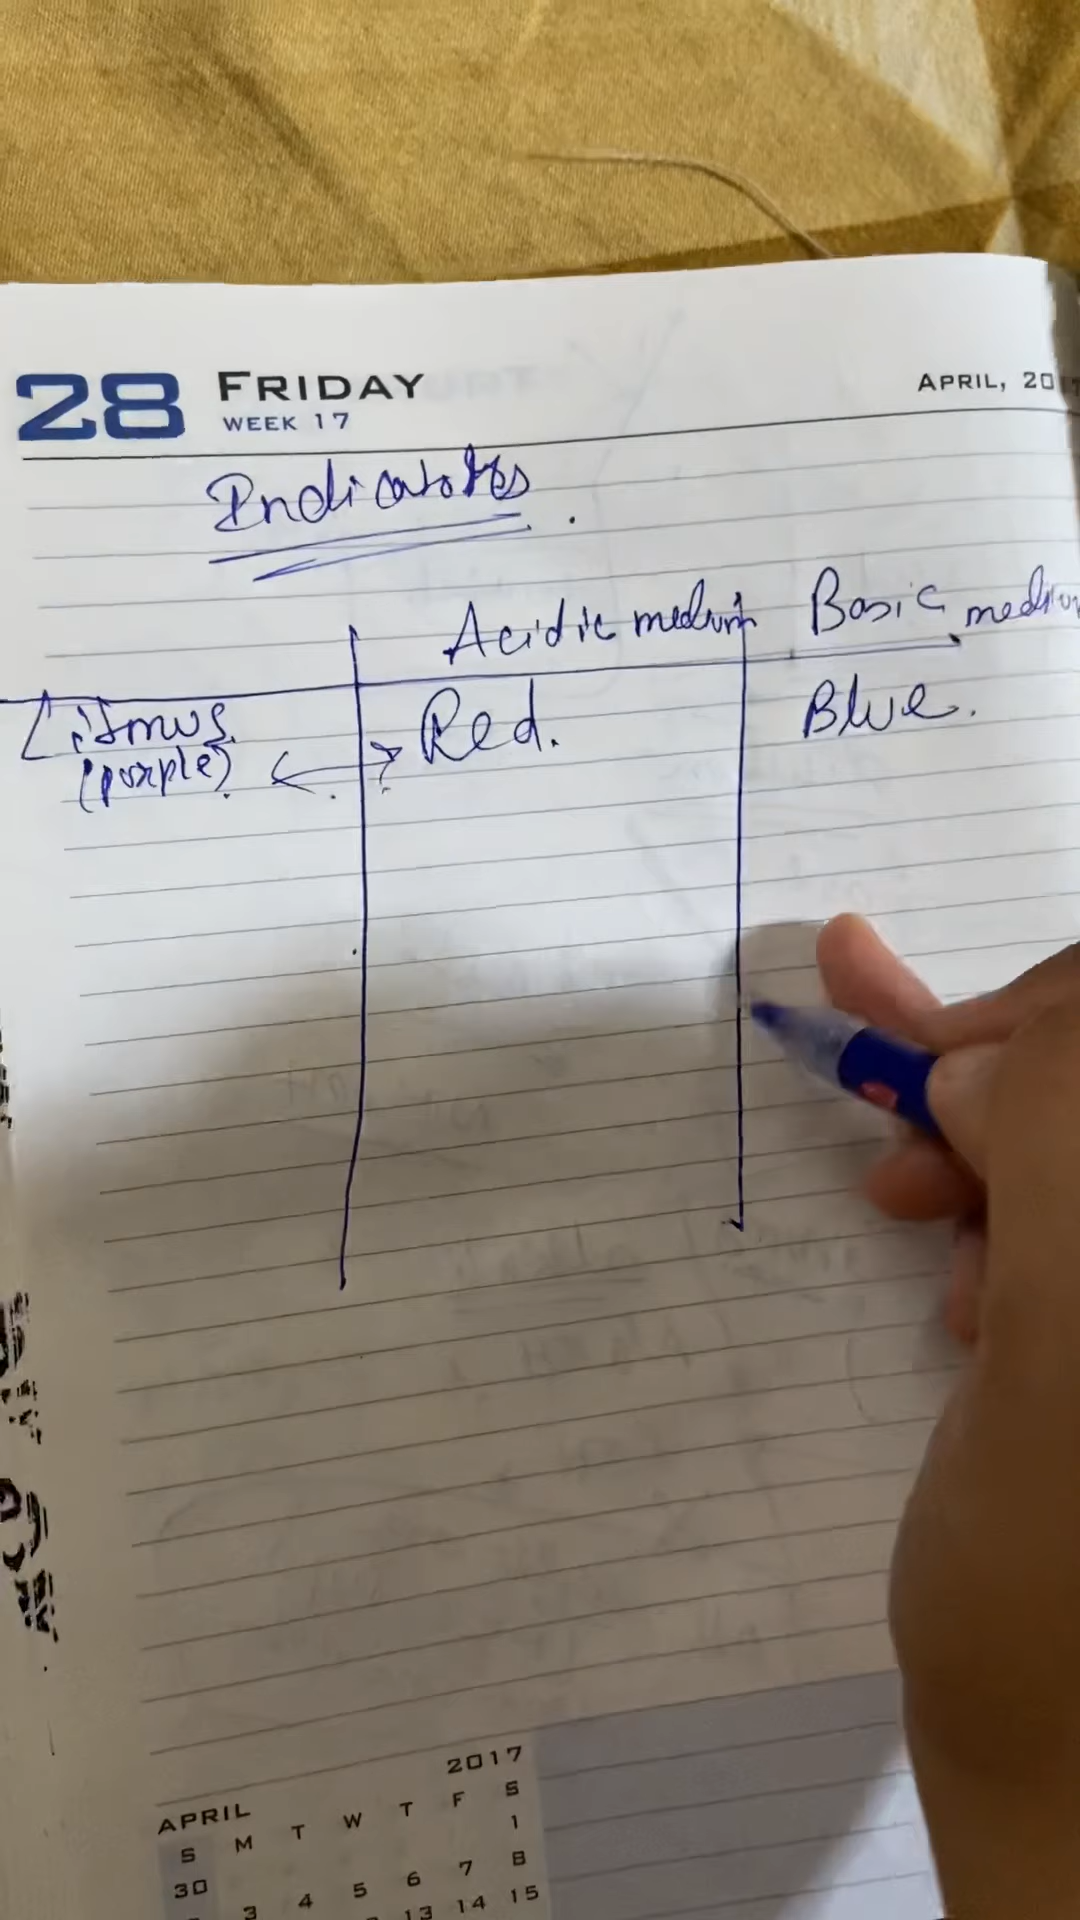 28 FRIDAY APRIL, 20
WEEK 17
Indicators
Acidic medium Basic medium
Litmus Red. Blue.
(purple)
2017
APRIL
S M T W T F S
1
30 7 8
3 4 5 6
13 14 15